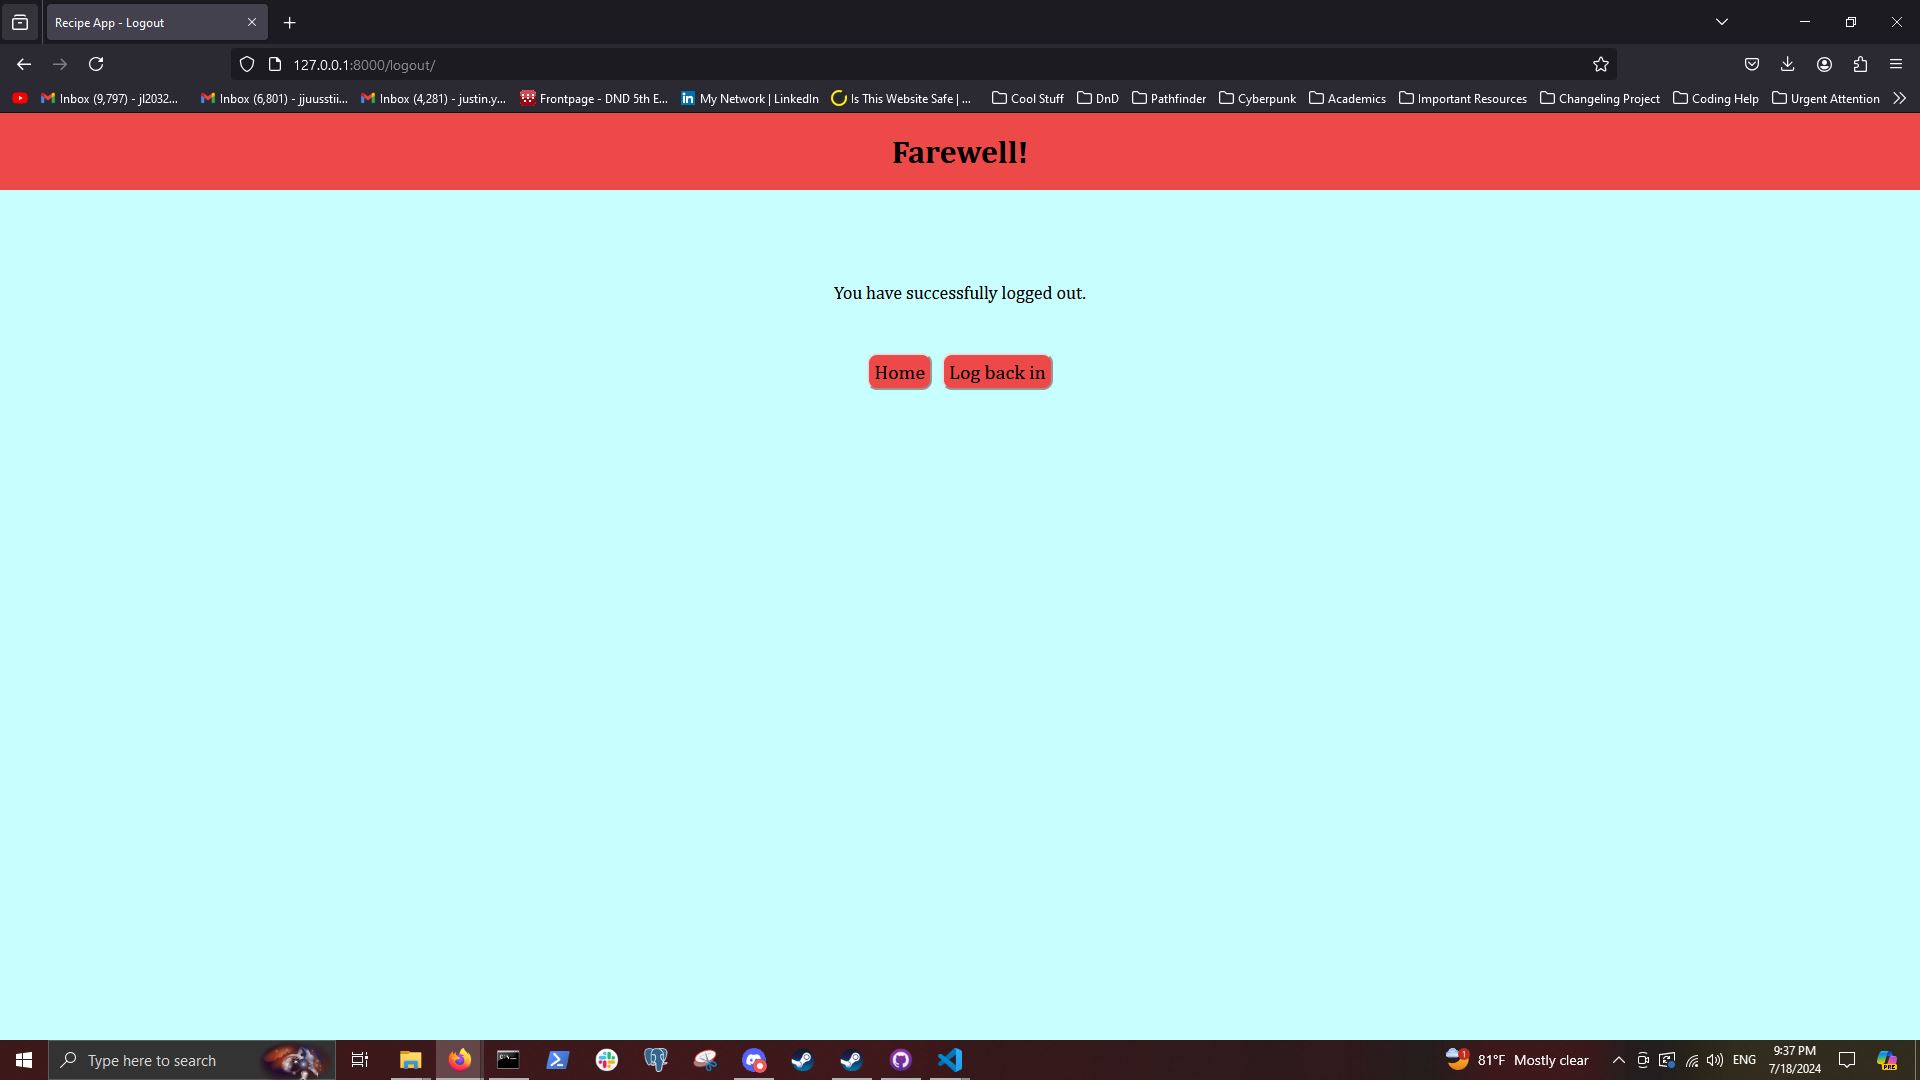 Recipe App - Logout
127.0.0.1:8000/logout/
Inbox (9,797) - jl2032... Inbox (6,801) - jjuusstii... Inbox (4,281) - justin.y... Frontpage - DND 5th E... My Network | LinkedIn Is This Website Safe | ... Cool Stuff DnD Pathfinder Cyberpunk Academics Important Resources Changeling Project Coding Help Urgent Attention
Farewell!
You have successfully logged out.
Home Log back in
Type here to search
1 81°F Mostly clear ENG 9:37 PM
7/18/2024
PRE